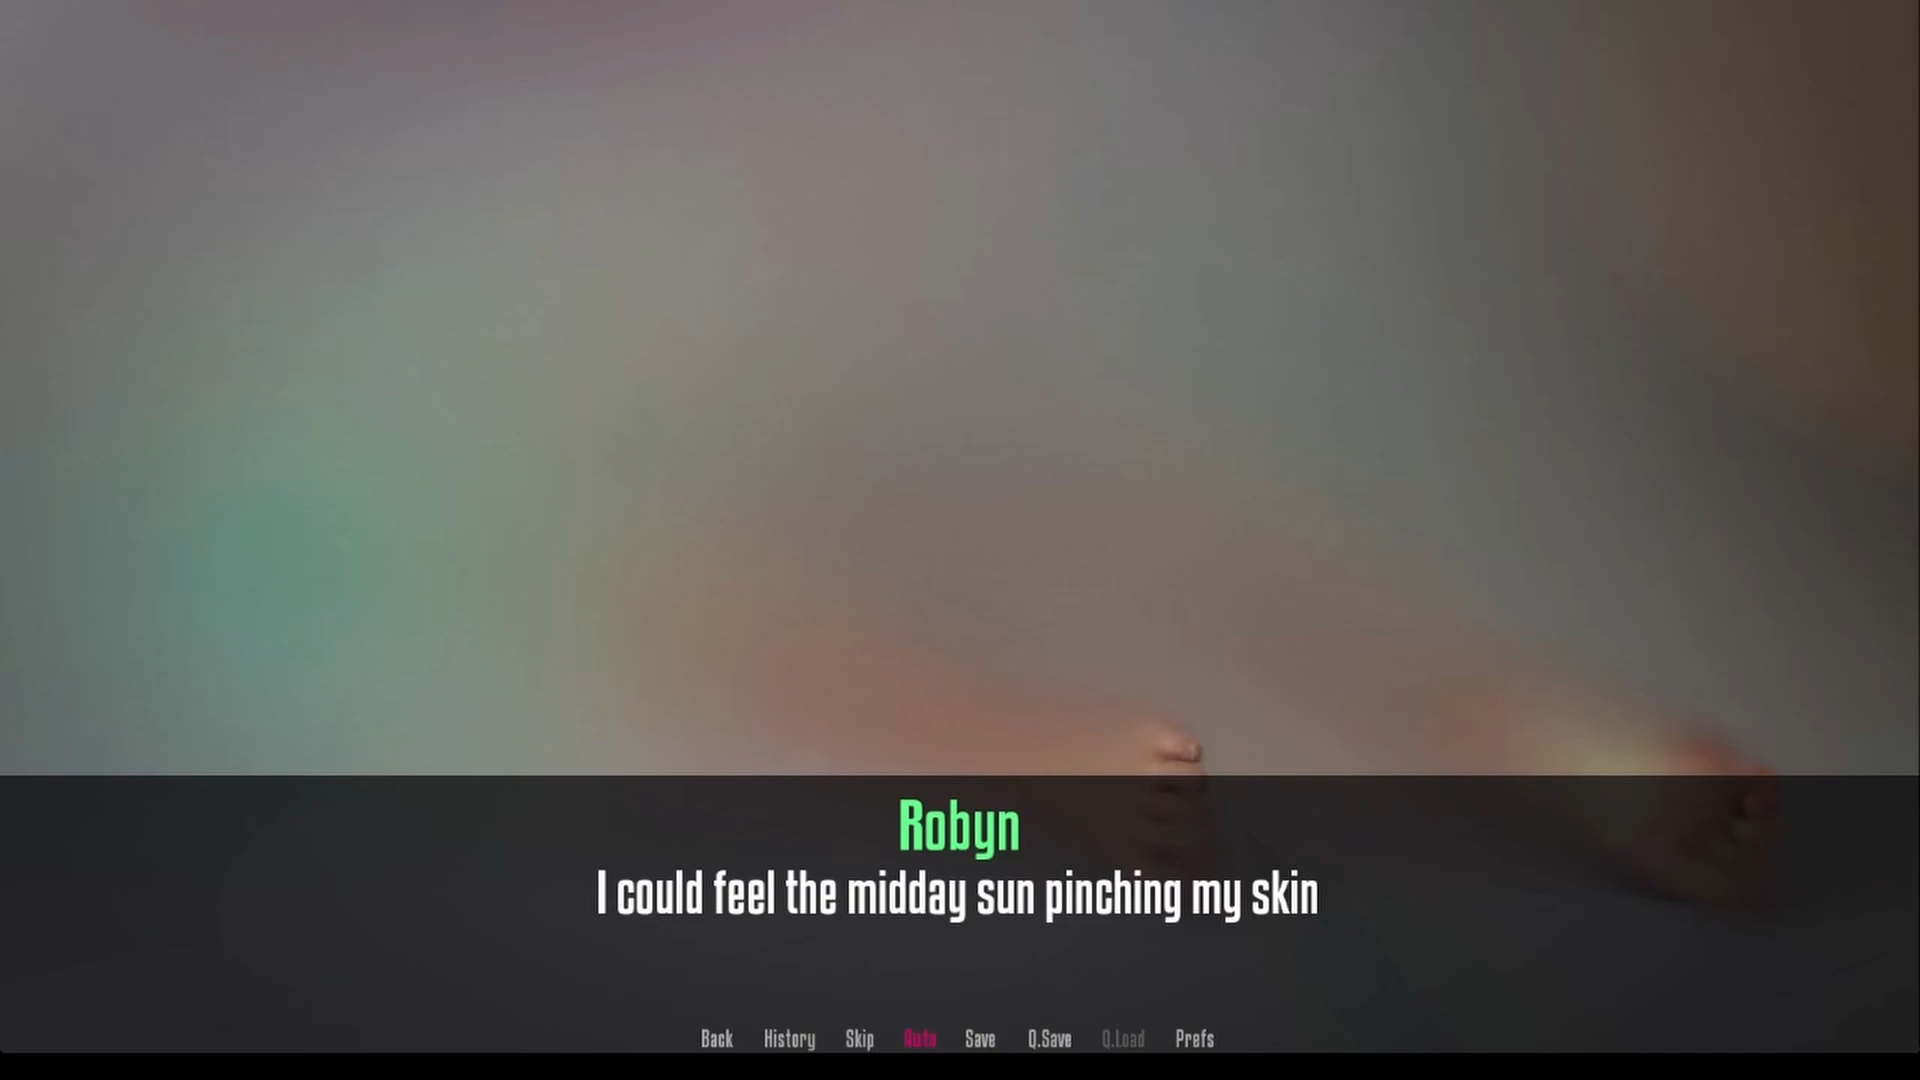 Robyn
I could feel the midday sun pinching my skin
Back History Skip Auto Save Q.Save Q.Load Prefs